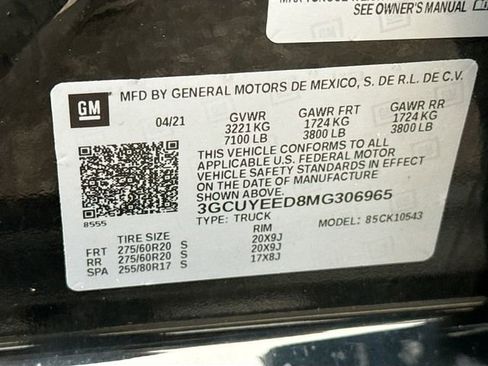 SEE OWNER'S MANUAL
GM
MFD BY GENERAL MOTORS DE MEXICO, S. DE R.L. DE C.V.
04/21 GVWR GAWR FRT GAWR RR
3221 KG 1724 KG 1724 KG
7100 LB 3800 LB 3800 LB
THIS VEHICLE CONFORMS TO ALL
APPLICABLE U.S. FEDERAL MOTOR
VEHICLE SAFETY STANDARDS IN EFFECT
ON THE DATE OF MANUFACTURE
SHOWN ABOVE.
3GCUYEED8MG306965
8555 TYPE: TRUCK MODEL: 85CK10543
TIRE SIZE RIM
FRT 275/60R20 S 20X9J
RR 275/60R20 S 20X9J
SPA 255/80R17 S 17X8J